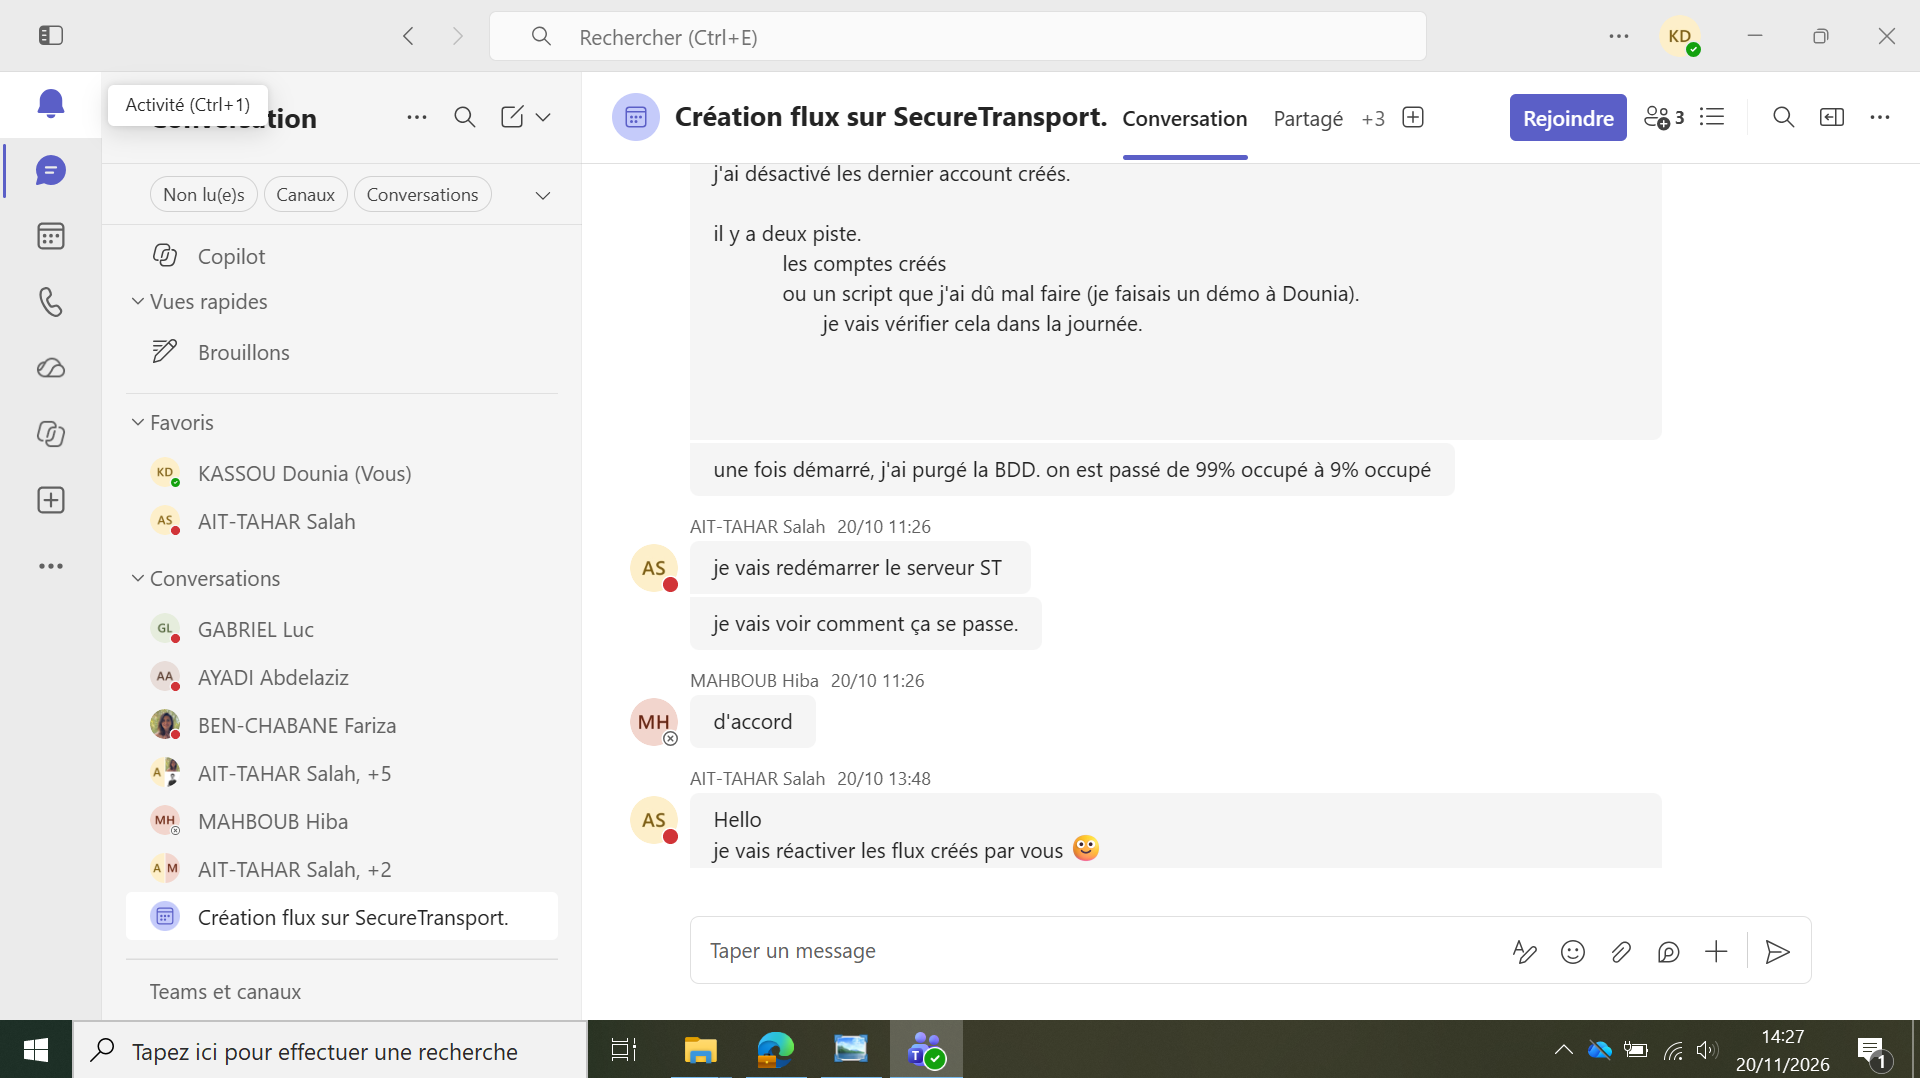 Rechercher (Ctrl+E)
KD
Activité (Ctrl+1)
Non lu(e)s
Canaux
Conversations
Copilot
Vues rapides
Brouillons
Favoris
KD
KASSOU Dounia (Vous)
AS
AIT-TAHAR Salah
Conversations
GL
GABRIEL Luc
AA
AYADI Abdelaziz
BEN-CHABANE Fariza
A
AIT-TAHAR Salah, +5
MH
MAHBOUB Hiba
A M
AIT-TAHAR Salah, +2
Création flux sur SecureTransport.
Teams et canaux
Création flux sur SecureTransport.
Conversation
Partagé
+3
Rejoindre
3
j'ai désactivé les dernier account créés.
il y a deux piste.
les comptes créés
ou un script que j'ai dû mal faire (je faisais un démo à Dounia).
je vais vérifier cela dans la journée.
une fois démarré, j'ai purgé la BDD. on est passé de 99% occupé à 9% occupé
AIT-TAHAR Salah 20/10 11:26
AS
je vais redémarrer le serveur ST
je vais voir comment ça se passe.
MAHBOUB Hiba 20/10 11:26
MH
d'accord
AIT-TAHAR Salah 20/10 13:48
AS
Hello
je vais réactiver les flux créés par vous
Taper un message
Tapez ici pour effectuer une recherche
T
14:27
20/11/2026
1